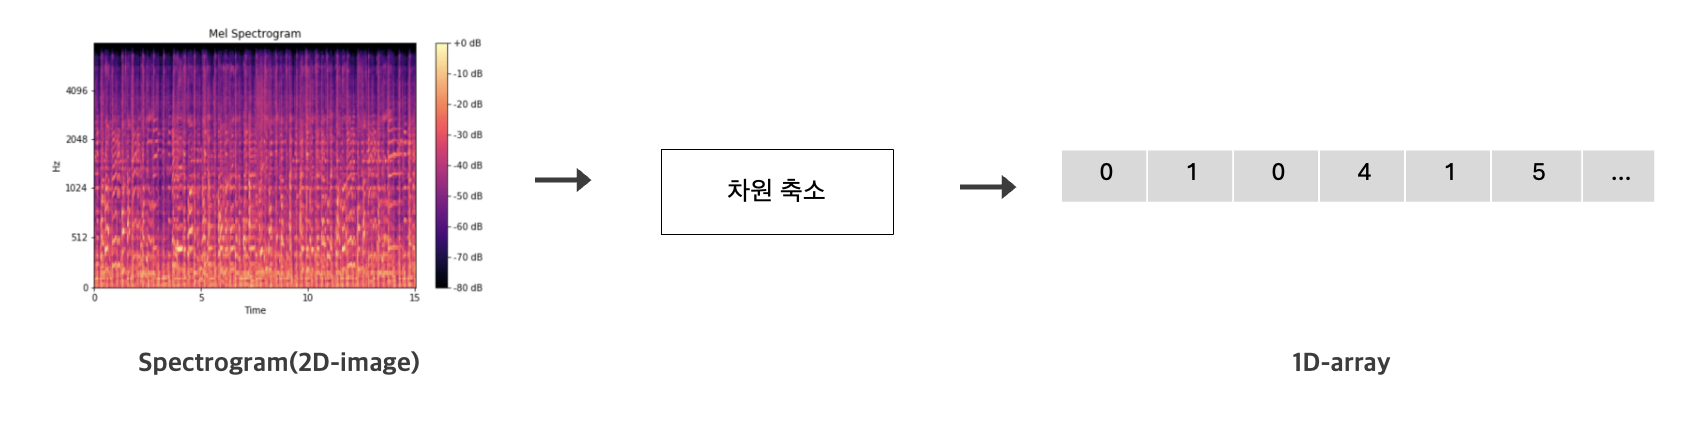 Mel Spectrogram
+0 dB
-10 dB
-20 dB
-30 dB
-40 dB
-50 dB
-60 dB
-70 dB
-80 dB
4096
2048
1024
512
0
Hz
0 5 10 15
Time
Spectrogram(2D-image)
차원 축소
0 1 0 4 1 5 ...
1D-array